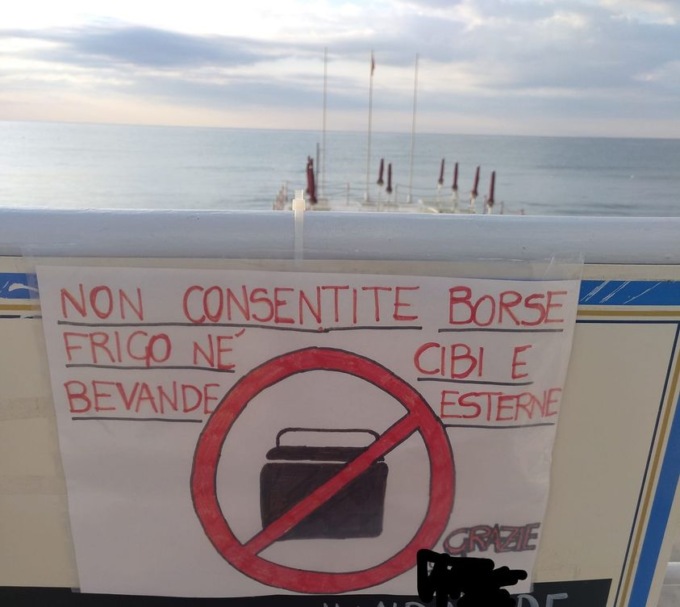 NON CONSENTITE BORSE
FRIGO NE' CIBI E
BEVANDE ESTERNE
GRAZIE